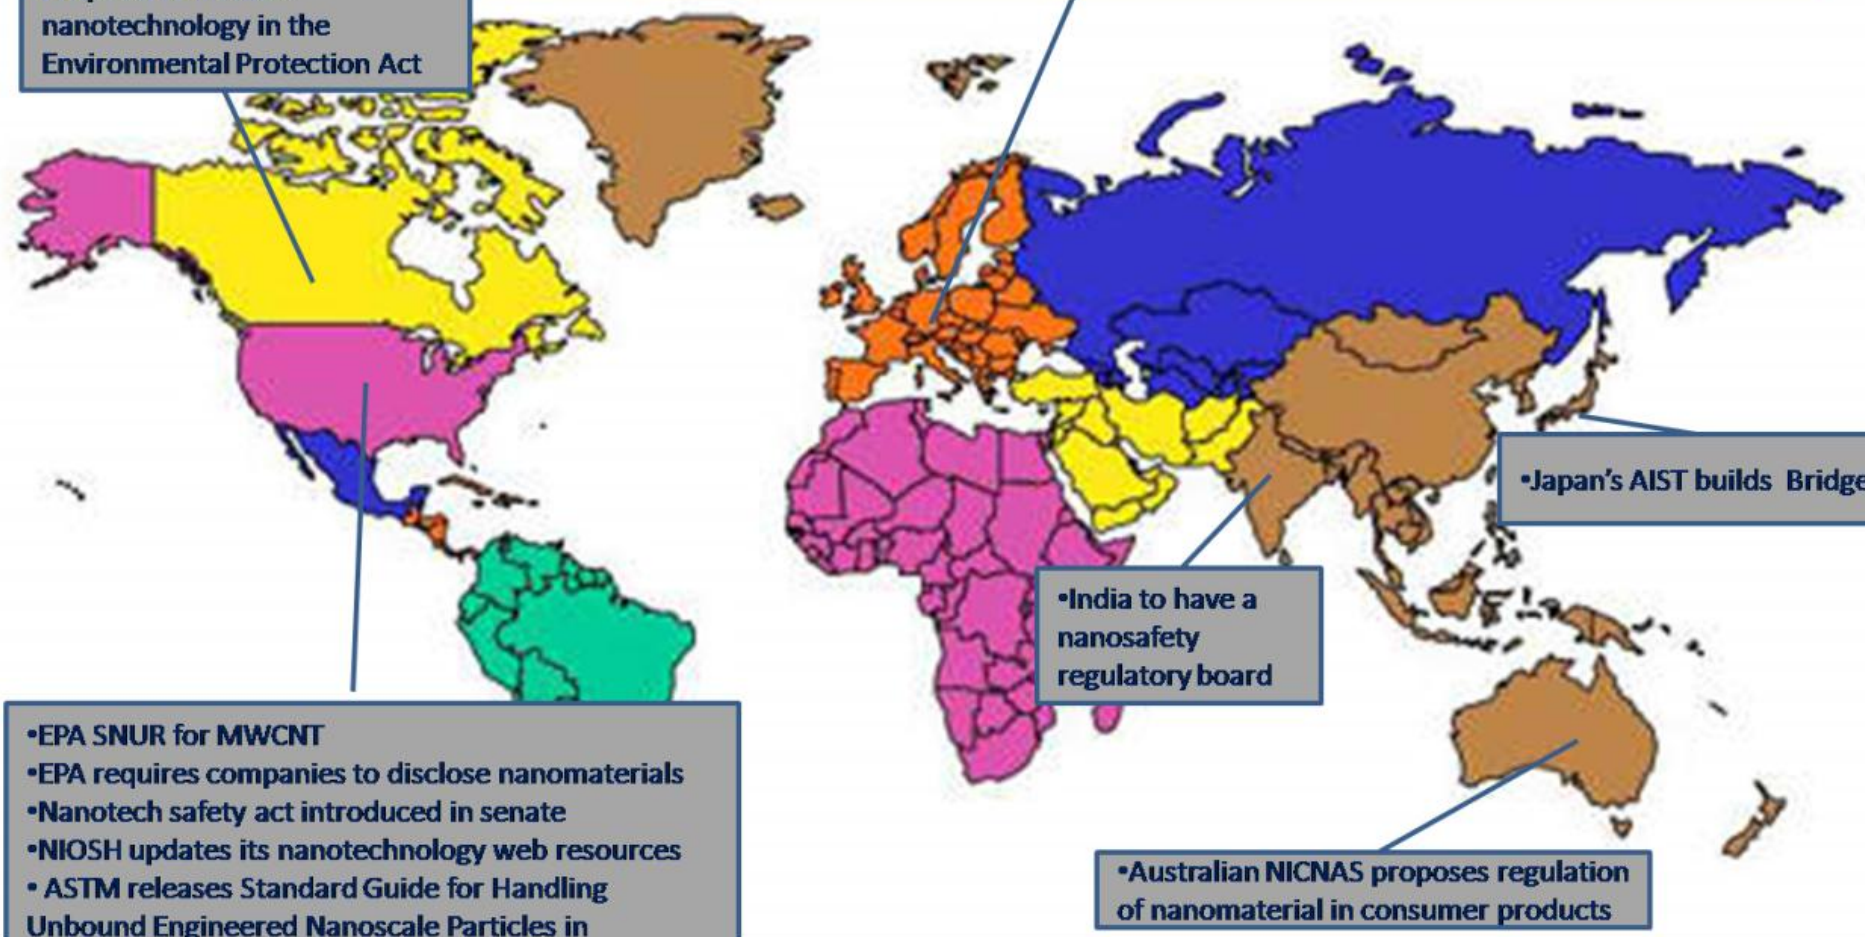 nanotechnology in the
Environmental Protection Act
•Japan's AIST builds Bridge
•India to have a
nanosafety
regulatory board
•EPA SNUR for MWCNT
•EPA requires companies to disclose nanomaterials
•Nanotech safety act introduced in senate
•NIOSH updates its nanotechnology web resources
• ASTM releases Standard Guide for Handling
Unbound Engineered Nanoscale Particles in
•Australian NICNAS proposes regulation
of nanomaterial in consumer products